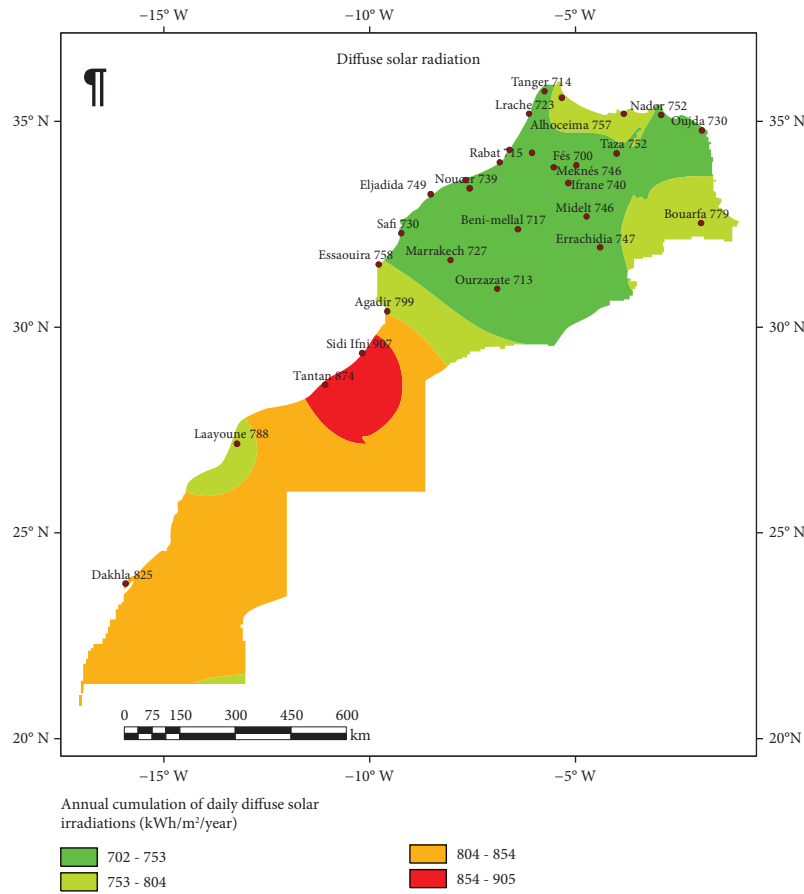 −15° W −10° W −5° W
¶
Diffuse solar radiation
Tanger 714
Lrache 723
Nador 752
35° N
35° N
Alhoceima 757
Oujda 730
Taza 752
Rabat 715
Fés 700
Meknés 746
Noucer 739
Eljadida 749
Ifrane 740
Midelt 746
Beni-mellal 717
Bouarfa 779
Safi 730
Errachidia 747
Essaouira 758
Marrakech 727
Ourzazate 713
Agadir 799
30° N
30° N
Sidi Ifni 907
Tantan 874
Laayoune 788
25° N
25° N
Dakhla 825
0 75 150 300 450 600
km
20° N
20°N
−15° W −10° W −5° W
Annual cumulation of daily diffuse solar
irradiations (kWh/m²/year)
702 - 753
753 - 804
804 - 854
854 - 905